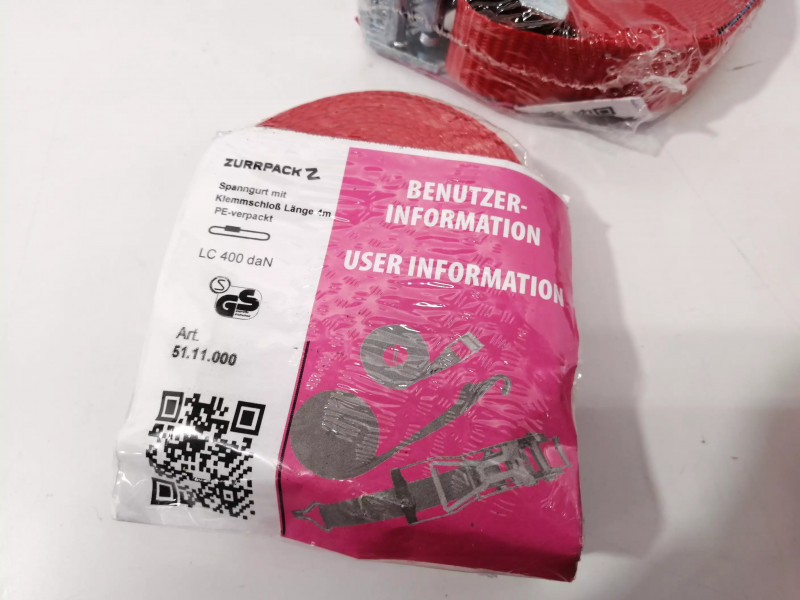 ZURRPACK
Spanngurt mit
Klemmschloß Länge 4m
PE-verpackt
LC 400 daN
S
GS
Art.
51.11.000
BENUTZER-
INFORMATION
USER INFORMATION